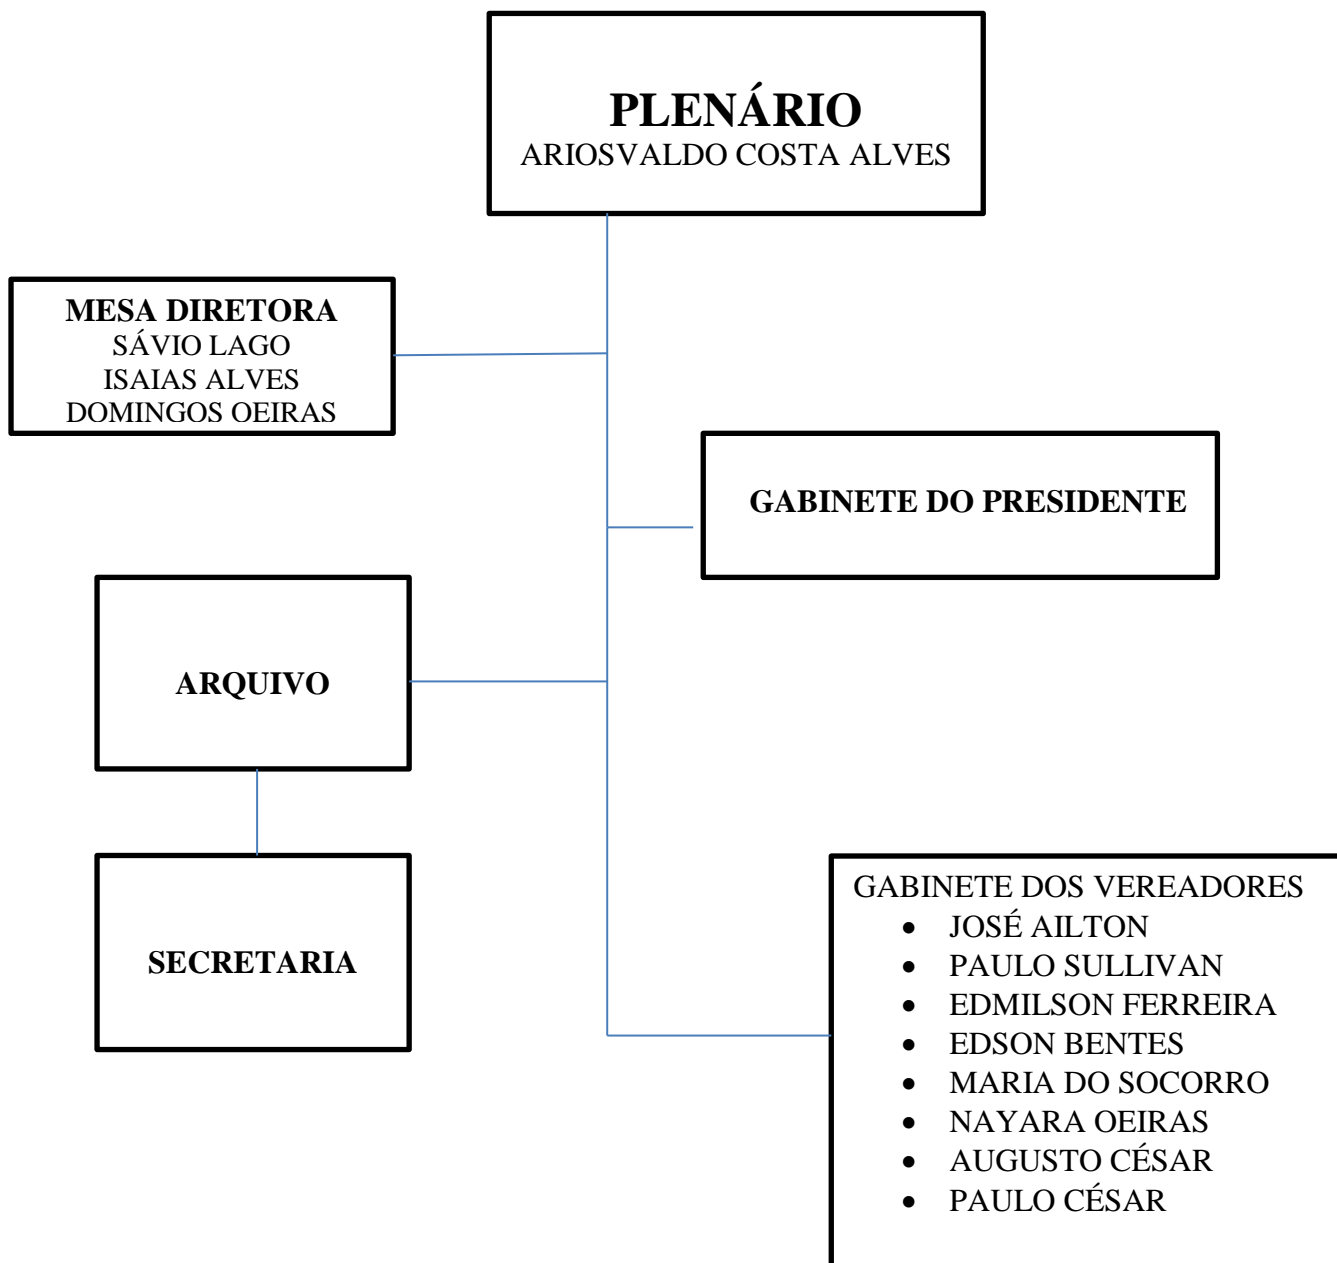 PLENÁRIO
ARIOSVALDO COSTA ALVES
MESA DIRETORA
SÁVIO LAGO
ISAIAS ALVES
DOMINGOS OEIRAS
GABINETE DO PRESIDENTE
ARQUIVO
SECRETARIA
GABINETE DOS VEREADORES
• JOSÉ AILTON
• PAULO SULLIVAN
• EDMILSON FERREIRA
• EDSON BENTES
• MARIA DO SOCORRO
• NAYARA OEIRAS
• AUGUSTO CÉSAR
• PAULO CÉSAR